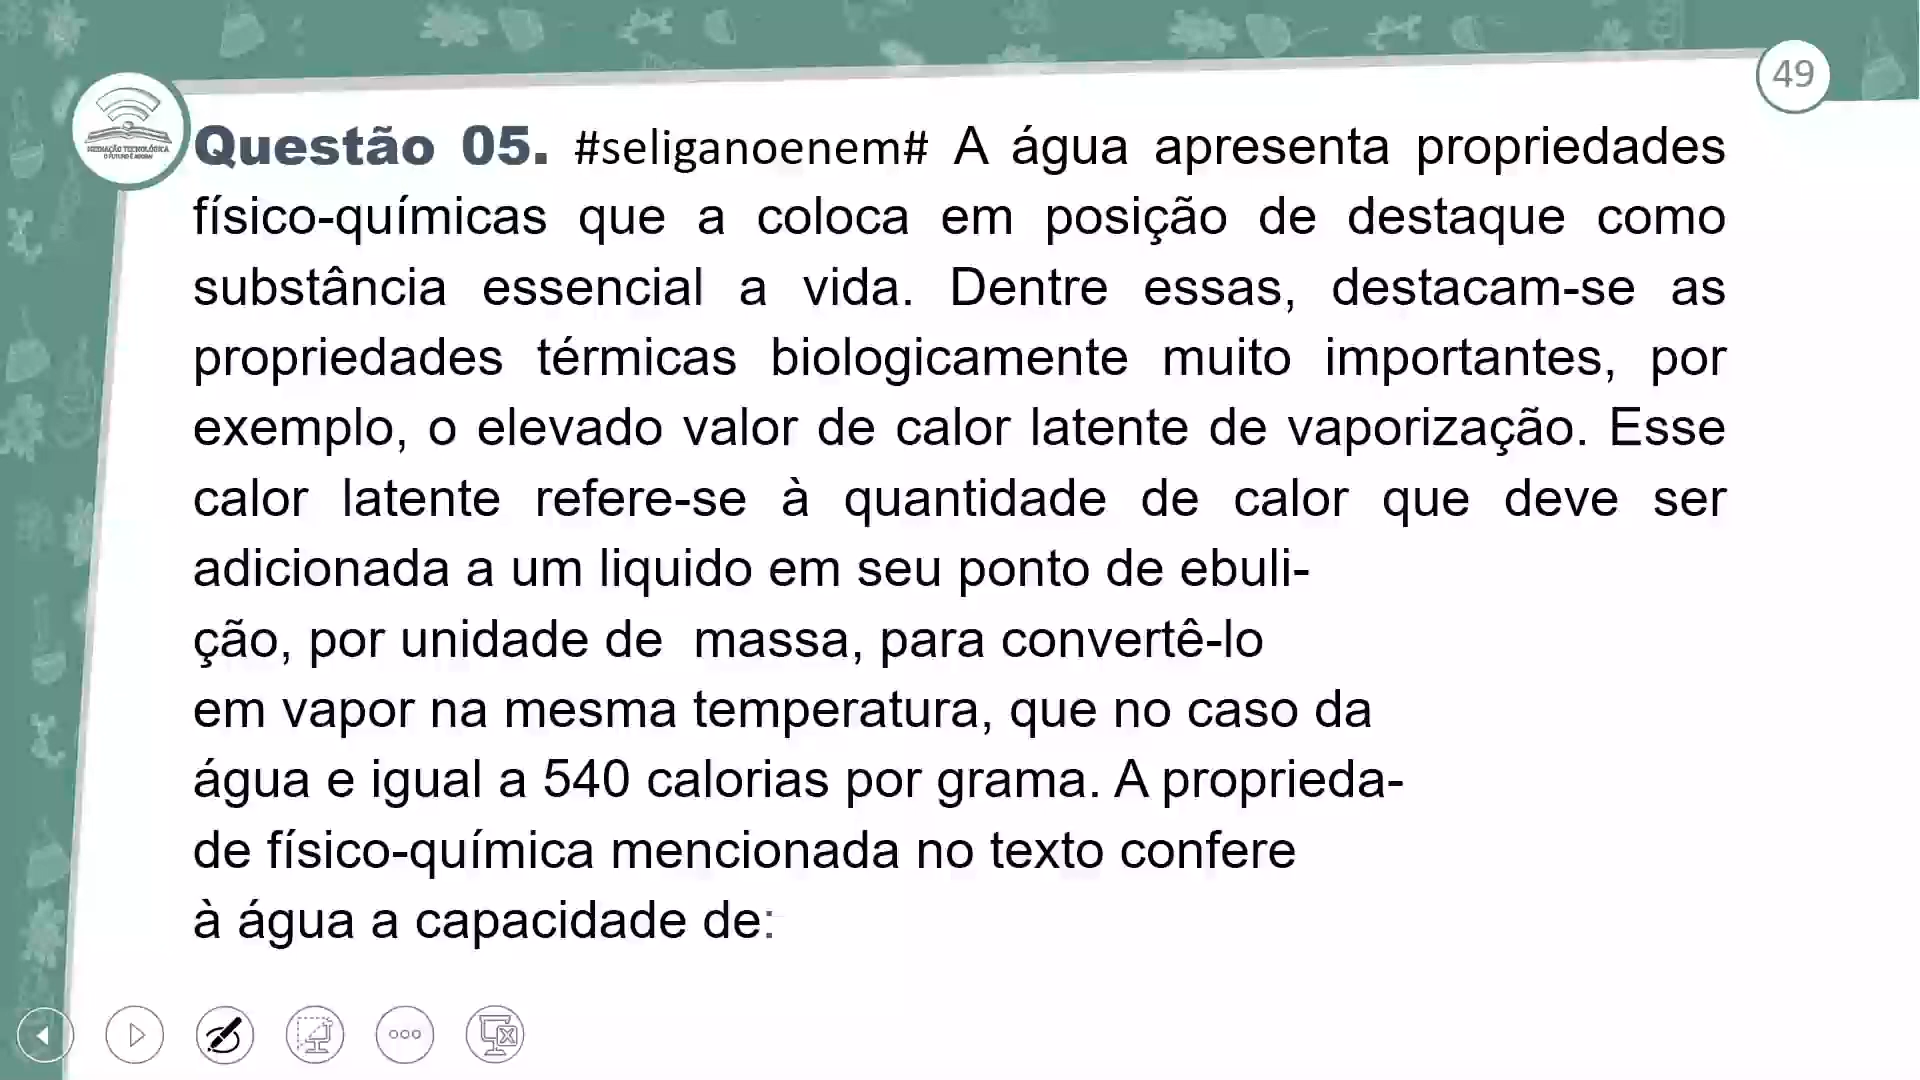 49
MEDIAÇÃO TECNOLÓGICA
Questão 05. #seliganoenem# A água apresenta propriedades
físico-químicas que a coloca em posição de destaque como
substância essencial a vida. Dentre essas, destacam-se as
propriedades térmicas biologicamente muito importantes, por
exemplo, o elevado valor de calor latente de vaporização. Esse
calor latente refere-se à quantidade de calor que deve ser
adicionada a um liquido em seu ponto de ebuli-
ção, por unidade de  massa, para convertê-lo
em vapor na mesma temperatura, que no caso da
água e igual a 540 calorias por grama. A proprieda-
de físico-química mencionada no texto confere
à água a capacidade de: